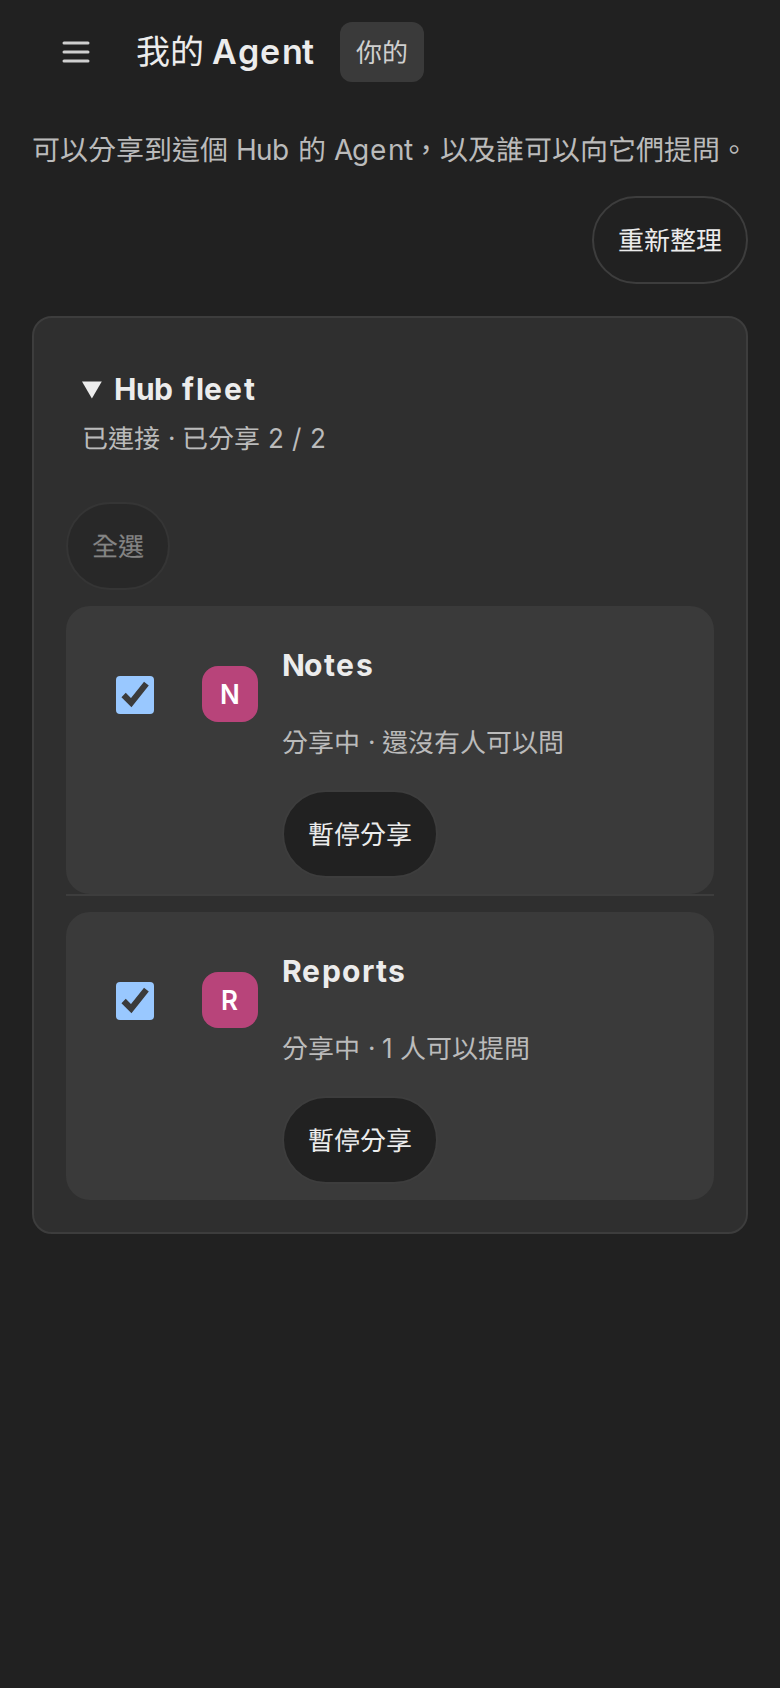 我的 Agent 你的
可以分享到這個 Hub 的 Agent，以及誰可以向它們提問。
重新整理
Hub fleet
已連接 · 已分享 2 / 2
全選
Notes
N
分享中 · 還沒有人可以問
暫停分享
Reports
R
分享中 · 1 人可以提問
暫停分享